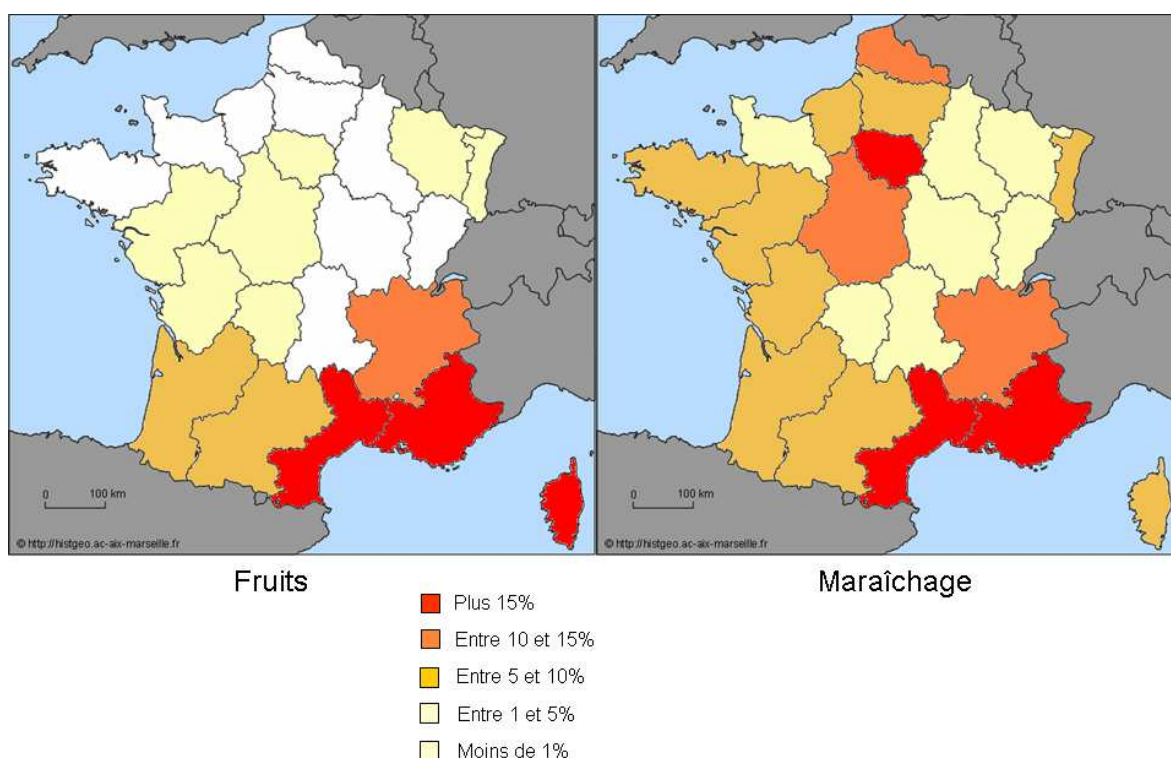 0 100 km
© http://histgeo.ac-aix-marseille.fr
0 100 km
© http://histgeo.ac-aix-marseille.fr
Fruits
Maraîchage
Plus 15%
Entre 10 et 15%
Entre 5 et 10%
Entre 1 et 5%
Moins de 1%